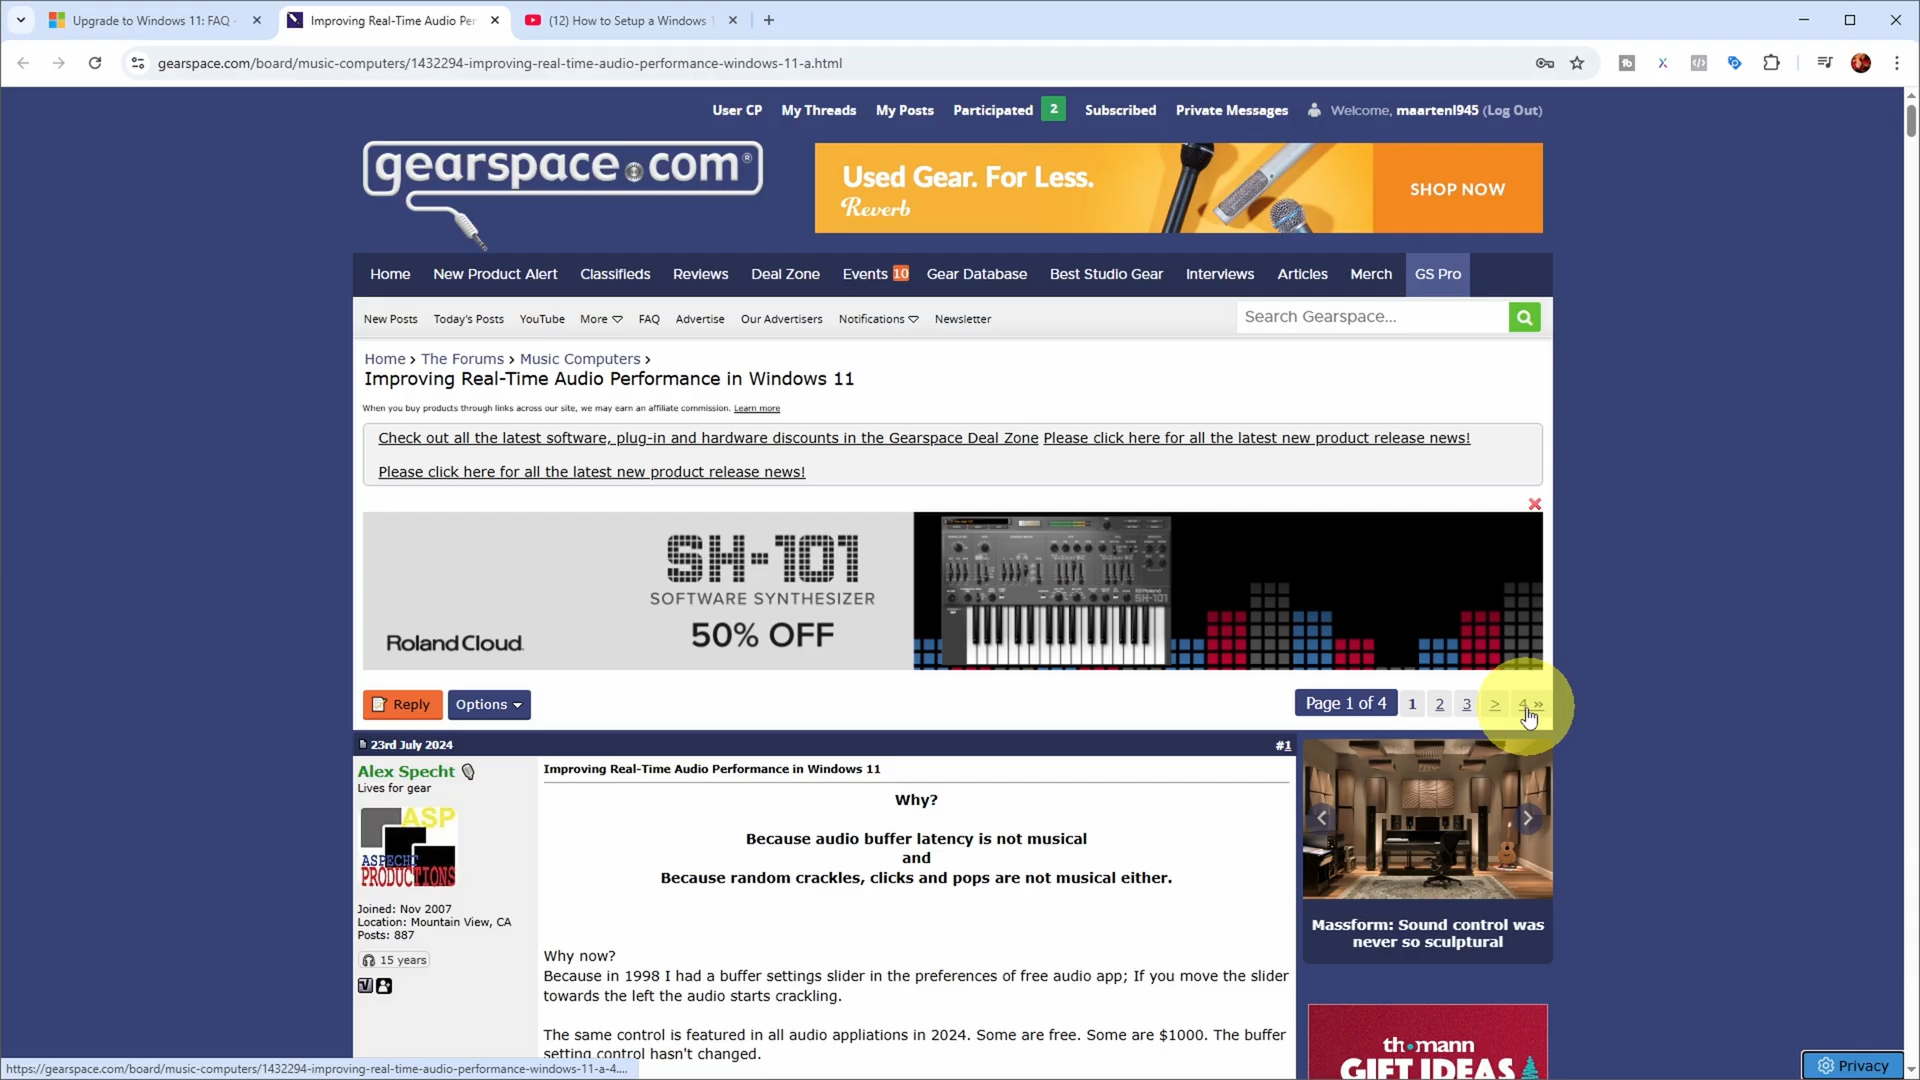 Upgrade to Windows 11: FAQ -
Improving Real-Time Audio Per
(12) How to Setup a Windows 1
gearspace.com/board/music-computers/1432294-improving-real-time-audio-performance-windows-11-a.html
User CP My Threads My Posts Participated 2 Subscribed Private Messages Welcome, maartenl945 (Log Out)
gearspace.com®
Used Gear. For Less.
Reverb
SHOP NOW
Home New Product Alert Classifieds Reviews Deal Zone Events 10 Gear Database Best Studio Gear Interviews Articles Merch GS Pro
New Posts Today's Posts YouTube More FAQ Advertise Our Advertisers Notifications Newsletter
Search Gearspace...
Home > The Forums > Music Computers >
Improving Real-Time Audio Performance in Windows 11
When you buy products through links across our site, we may earn an affiliate commission. Learn more
Check out all the latest software, plug-in and hardware discounts in the Gearspace Deal Zone Please click here for all the latest new product release news!
Please click here for all the latest new product release news!
SH-101
SOFTWARE SYNTHESIZER
50% OFF
Roland Cloud
Reply Options
Page 1 of 4 1 2 3 > 4 »
23rd July 2024 #1
Alex Specht
Lives for gear
ASP
ASPECHT
PRODUCTIONS
Joined: Nov 2007
Location: Mountain View, CA
Posts: 887
15 years
Improving Real-Time Audio Performance in Windows 11
Why?
Because audio buffer latency is not musical
and
Because random crackles, clicks and pops are not musical either.
Why now?
Because in 1998 I had a buffer settings slider in the preferences of free audio app; If you move the slider
towards the left the audio starts crackling.
The same control is featured in all audio appliations in 2024. Some are free. Some are $1000. The buffer
setting control hasn't changed.
Massform: Sound control was
never so sculptural
th•mann
GIFT IDEAS
https://gearspace.com/board/music-computers/1432294-improving-real-time-audio-performance-windows-11-a-4....
Privacy